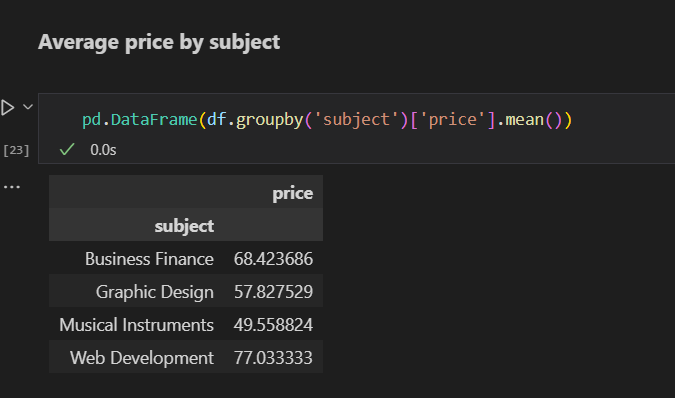 Average price by subject
pd.DataFrame(df.groupby('subject')['price'].mean())
[23]
0.0s
price
subject
Business Finance 68.423686
Graphic Design 57.827529
Musical Instruments 49.558824
Web Development 77.033333